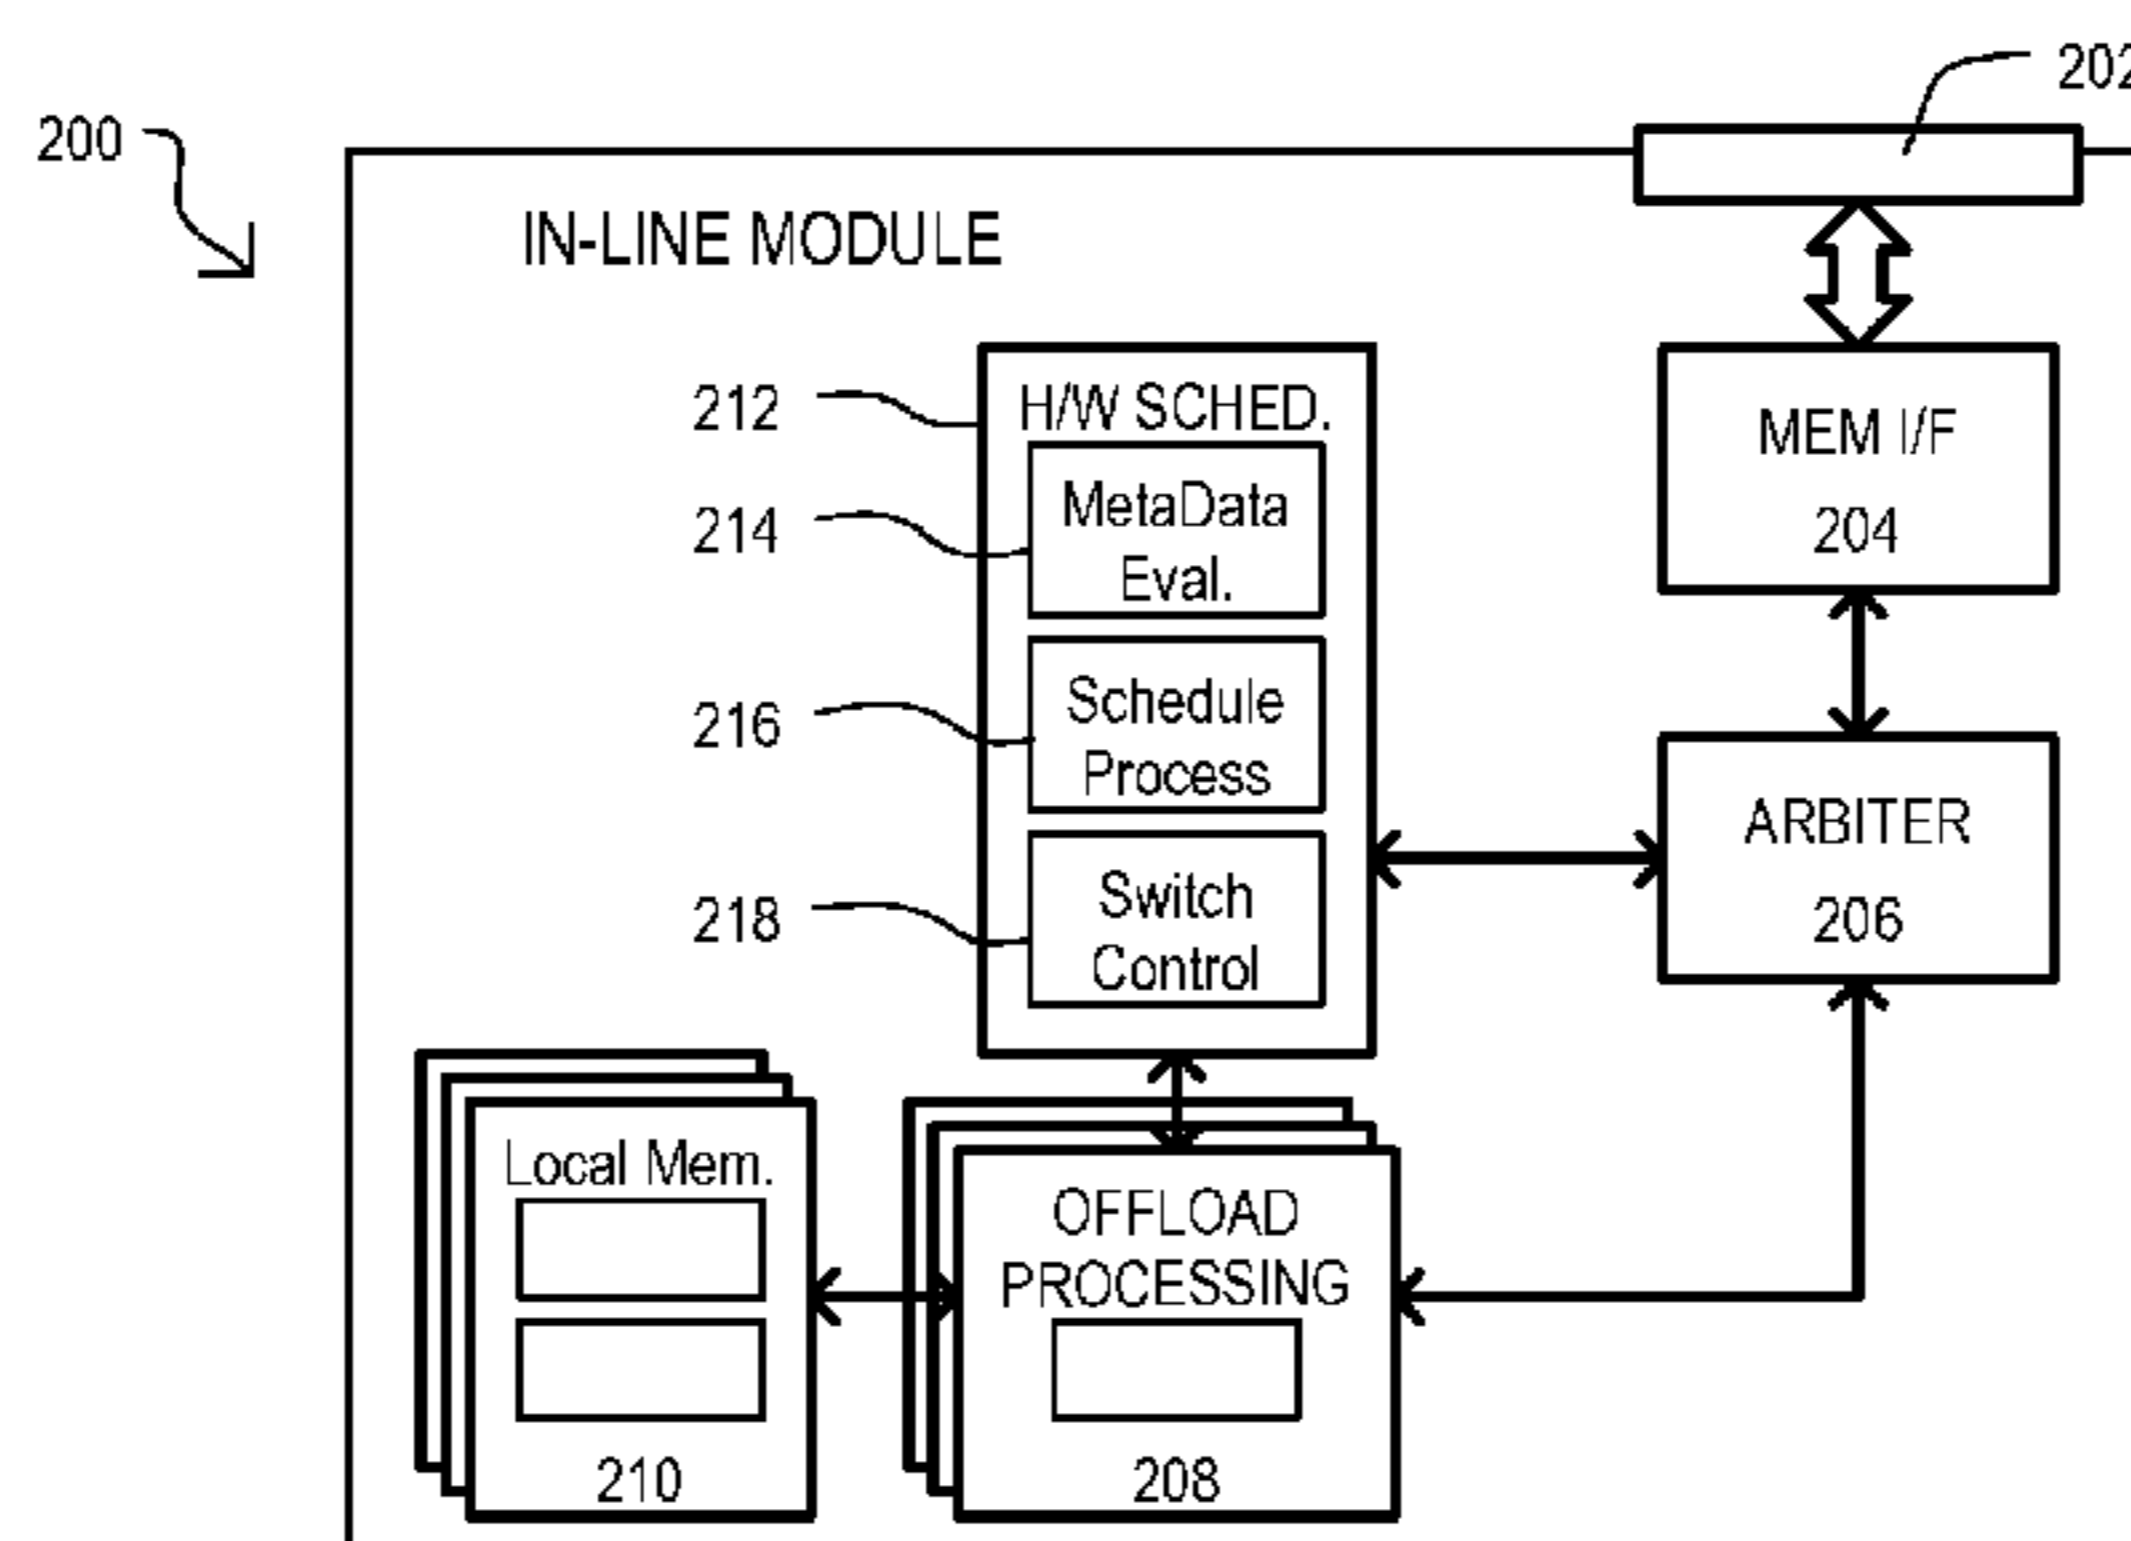 202
200
IN-LINE MODULE
212
H/W SCHED.
214
MetaData
Eval.
MEM I/F
204
216
Schedule
Process
ARBITER
206
218
Switch
Control
Local Mem.
210
OFFLOAD
PROCESSING
208